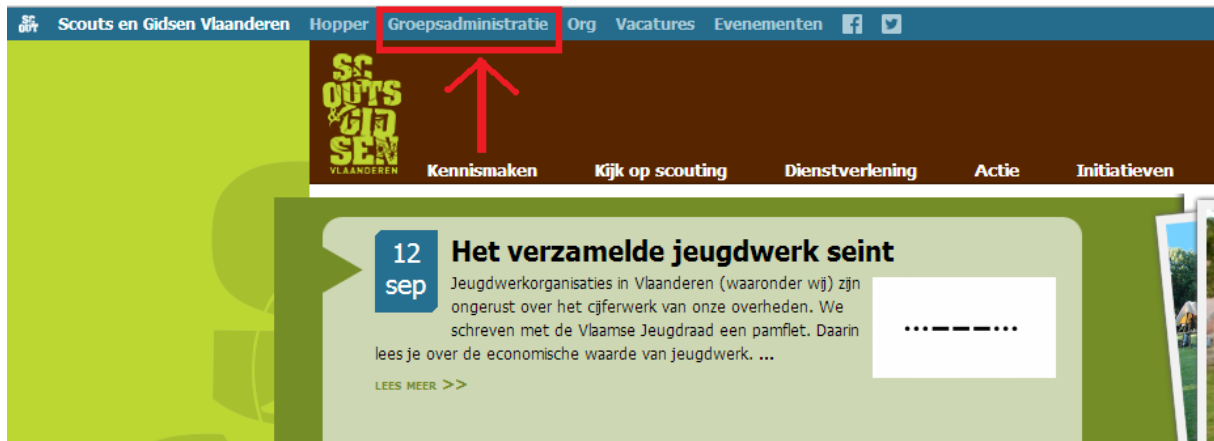 SC OUT Scouts en Gidsen Vlaanderen Hopper Groepsadministratie Org Vacatures Evenementen
SC
OUTS
& GID
SEN
VLAANDEREN
Kennismaken Kijk op scouting Dienstverlening Actie Initiatieven
12
sep
Het verzamelde jeugdwerk seint
Jeugdwerkorganisaties in Vlaanderen (waaronder wij) zijn
ongerust over het cijferwerk van onze overheden. We
schreven met de Vlaamse Jeugdraad een pamflet. Daarin
lees je over de economische waarde van jeugdwerk. ...
...———...
LEES MEER >>